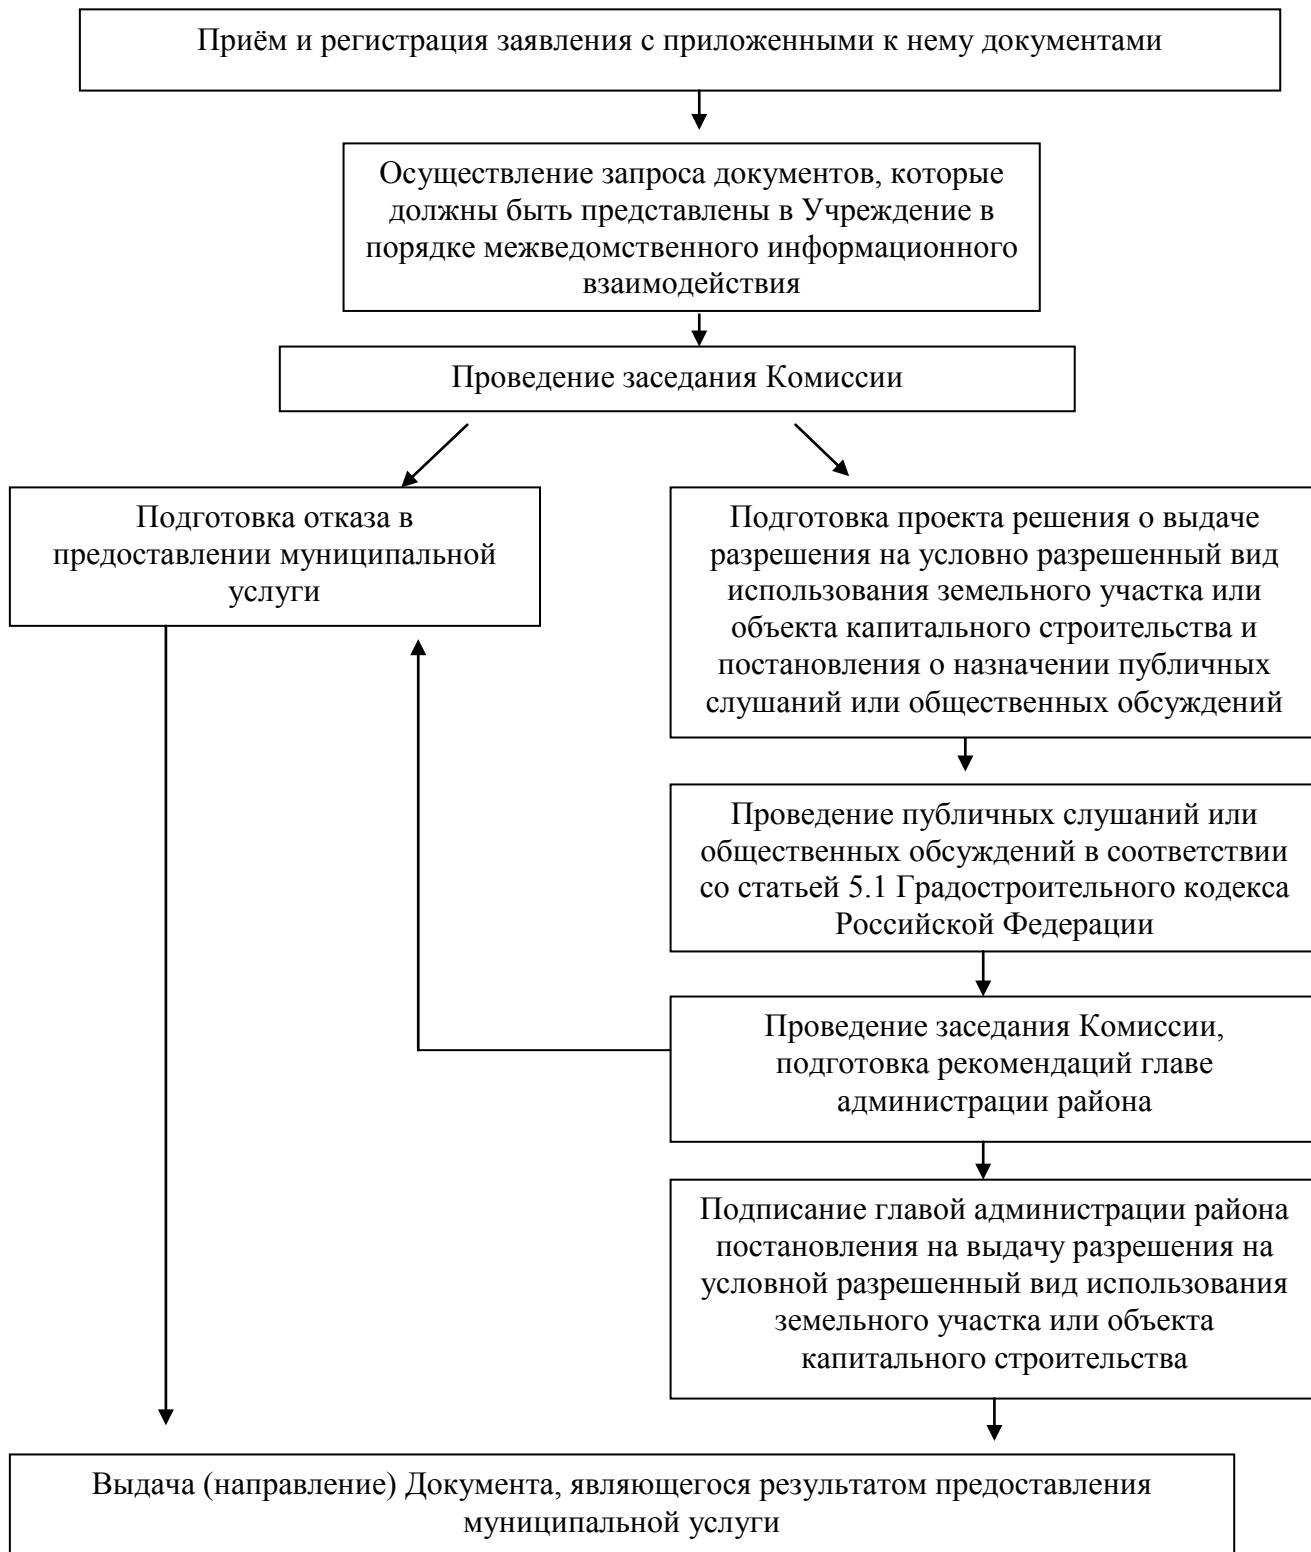 Приём и регистрация заявления с приложенными к нему документами
Осуществление запроса документов, которые
должны быть представлены в Учреждение в
порядке межведомственного информационного
взаимодействия
Проведение заседания Комиссии
Подготовка отказа в
предоставлении муниципальной
услуги
Подготовка проекта решения о выдаче
разрешения на условно разрешенный вид
использования земельного участка или
объекта капитального строительства и
постановления о назначении публичных
слушаний или общественных обсуждений
Проведение публичных слушаний или
общественных обсуждений в соответствии
со статьей 5.1 Градостроительного кодекса
Российской Федерации
Проведение заседания Комиссии,
подготовка рекомендаций главе
администрации района
Подписание главой администрации района
постановления на выдачу разрешения на
условной разрешенный вид использования
земельного участка или объекта
капитального строительства
Выдача (направление) Документа, являющегося результатом предоставления
муниципальной услуги